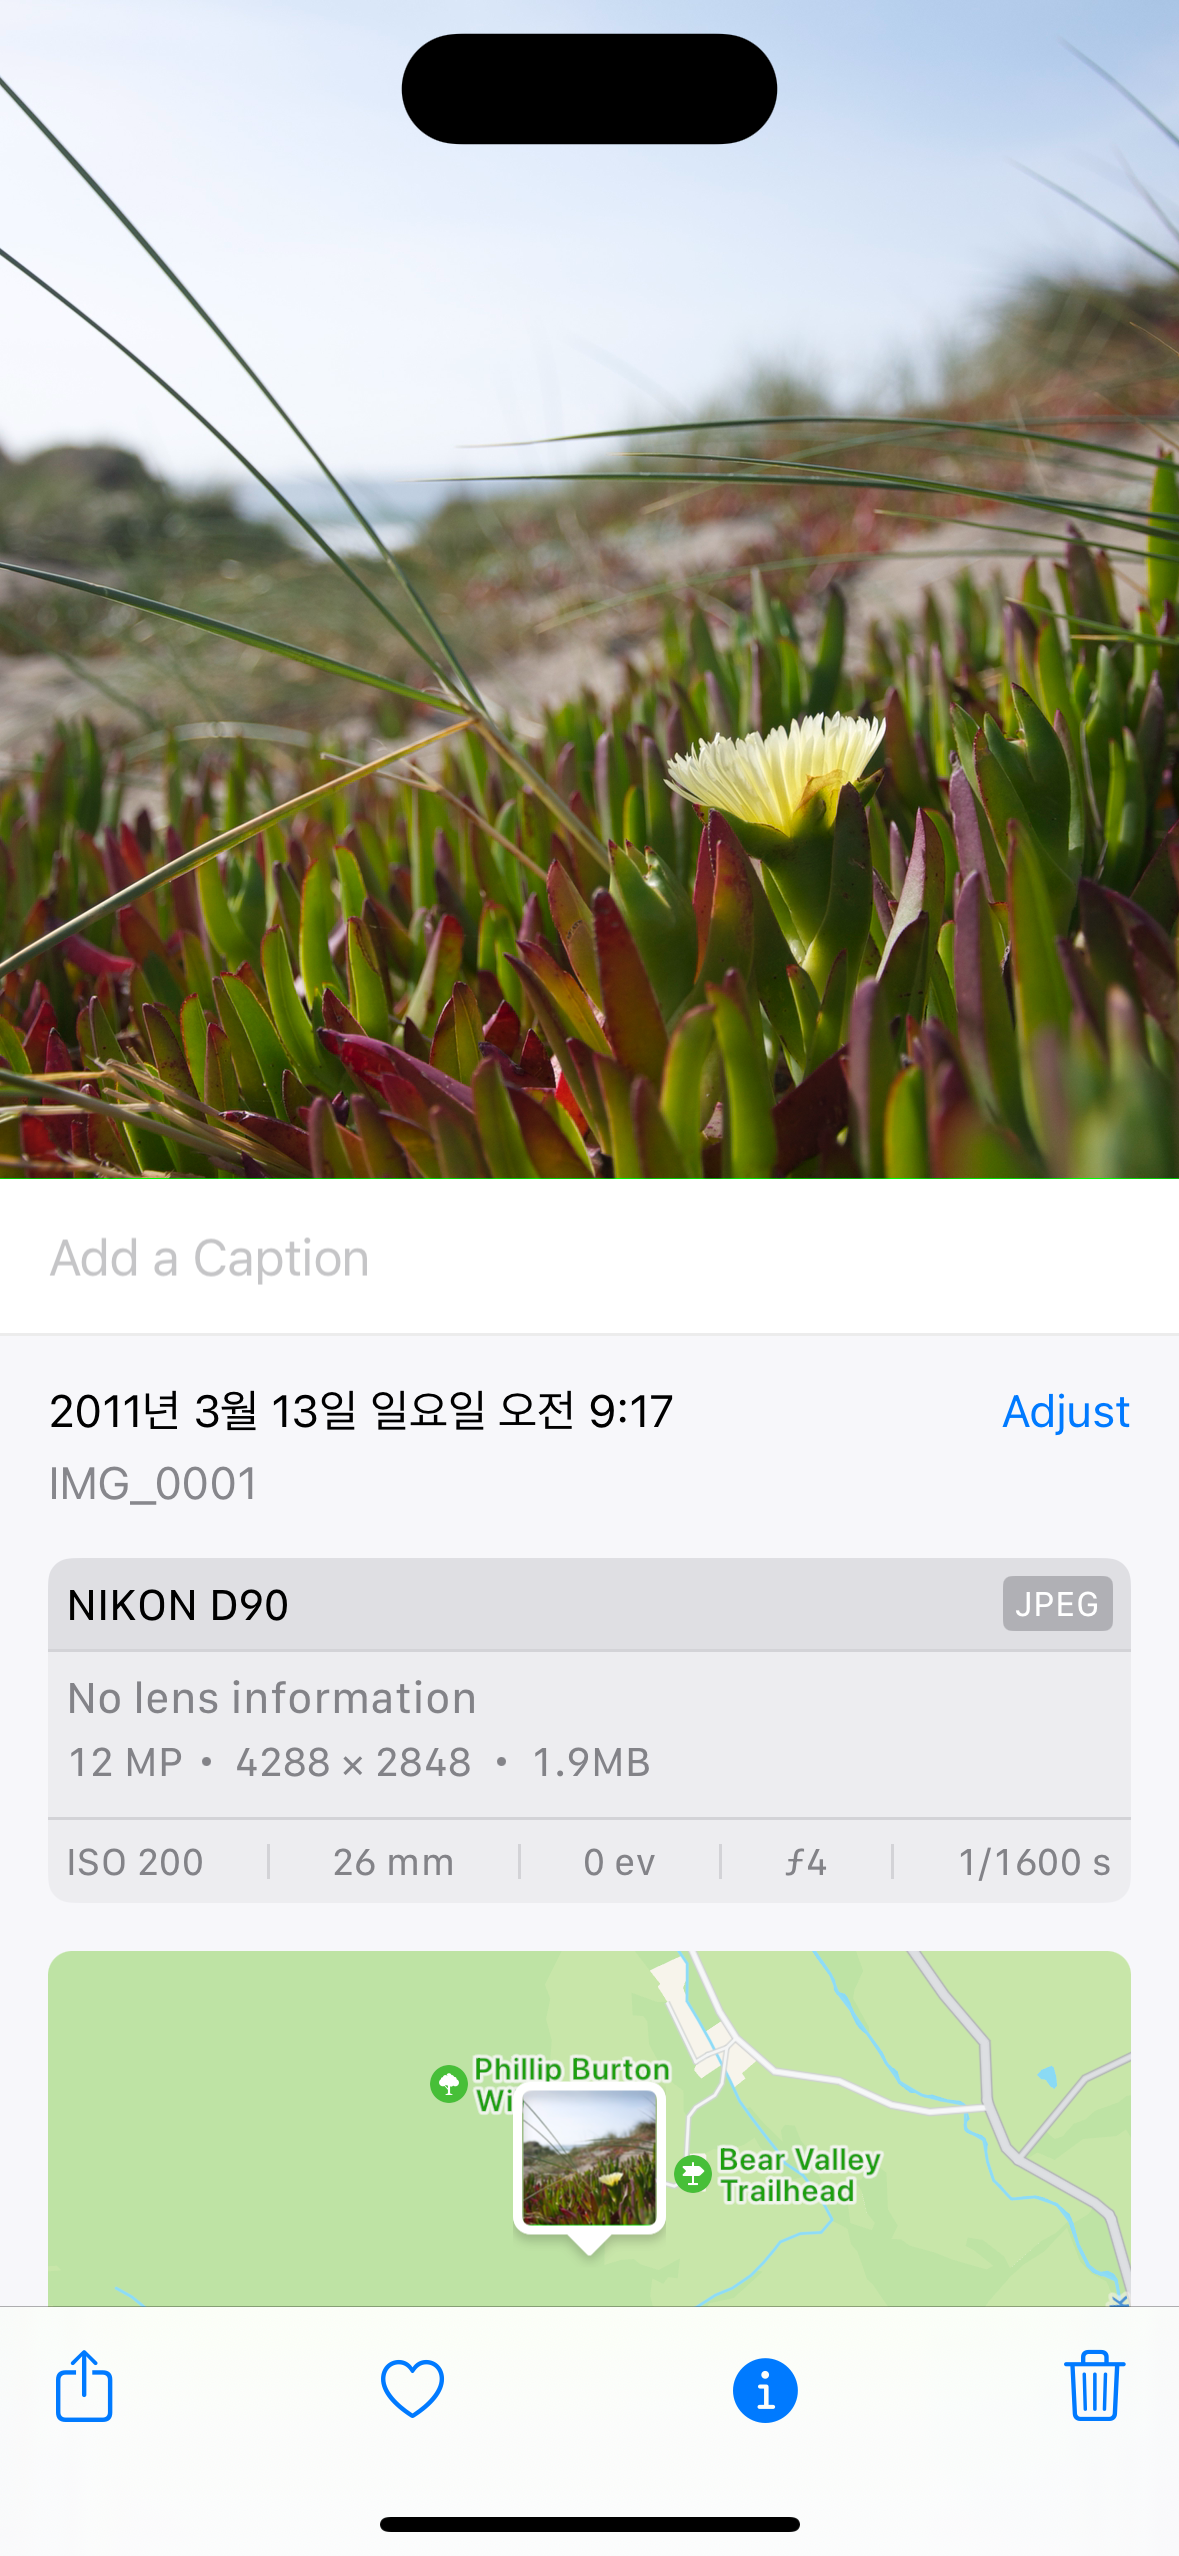 Add a Caption
2011년 3월 13일 일요일 오전 9:17
Adjust
IMG_0001
NIKON D90
JPEG
No lens information
12 MP • 4288 × 2848 • 1.9MB
ISO 200
26 mm
0 ev
ƒ4
1/1600 s
Phillip Burton
Wi
Bear Valley
Trailhead